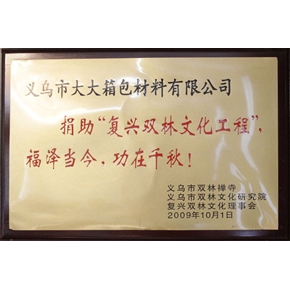 义乌市大大箱包材料有限公司
捐助“复兴双林文化工程”,
福泽当今,功在千秋!
义乌市双林禅寺
义乌市双林文化研究院
复兴双林文化理事会
2009年10月1日